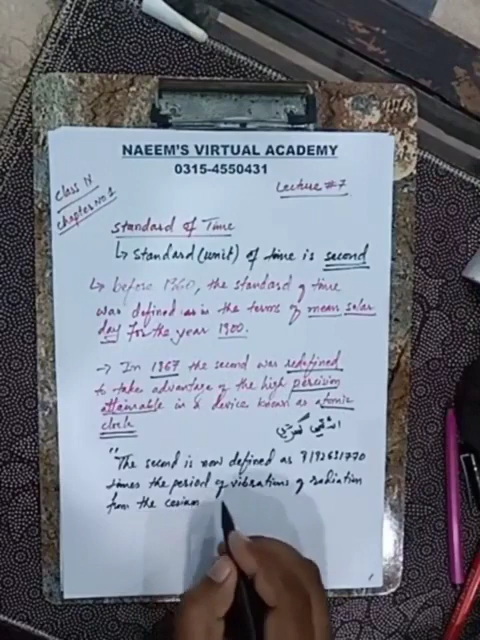 NAEEM'S VIRTUAL ACADEMY
0315-4550431
Lecture #7
Class IX
Chapter No 1
Standard of Time
↳ Standard (unit) of time is second
↳ before 1960, the standard of time
was defined as in the terms of mean solar
day for the year 1900.
→ In 1967 the second was redefined
to take advantage of the high percision
attainable in a device known as atomic
clock
"The second is now defined as 9192631770
times the period of vibrations of radiation
from the cesium